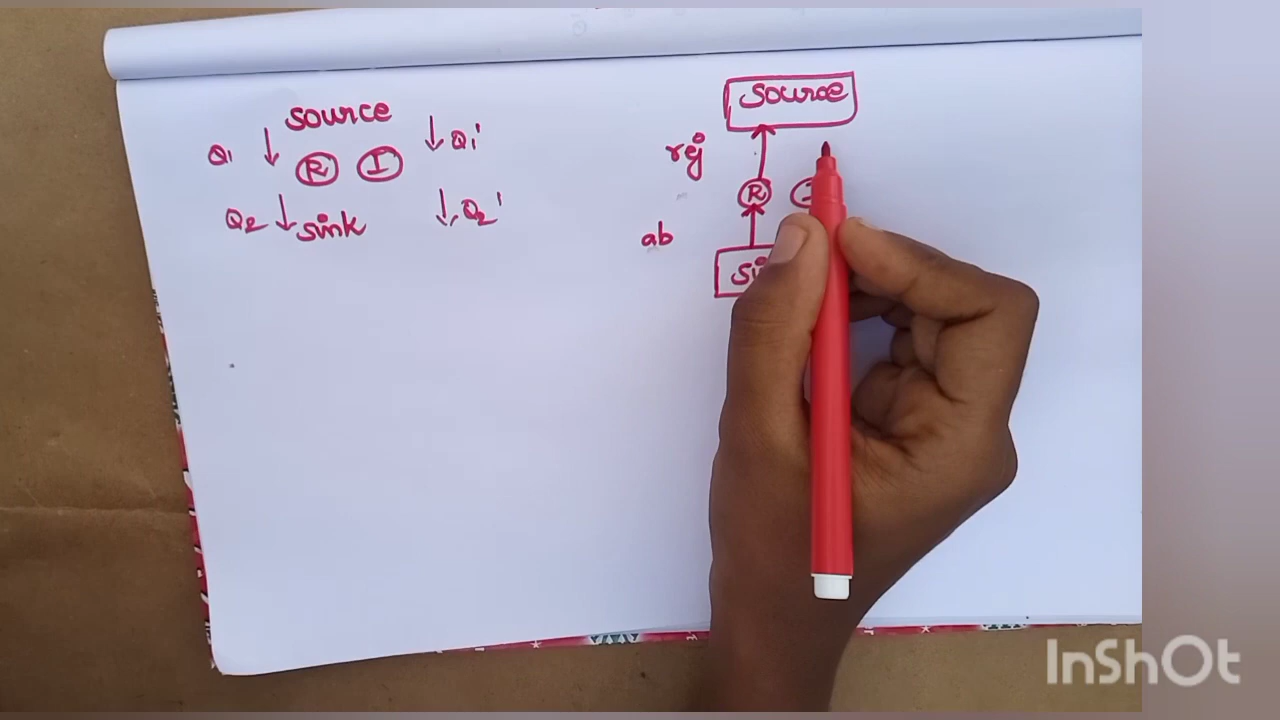 source
Q1 ↓ R I ↓ Q1'
Q2 ↓ sink ↓ Q2'
source
rej
R I
ab
InShOt